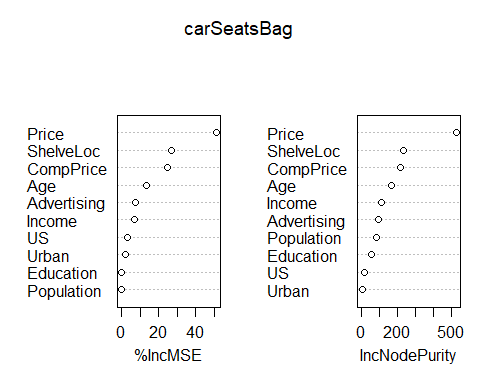 carSeatsBag
Price
ShelveLoc
CompPrice
Age
Advertising
Income
US
Urban
Education
Population
0 20 40
%IncMSE
Price
ShelveLoc
CompPrice
Age
Income
Advertising
Population
Education
US
Urban
0 200 500
IncNodePurity